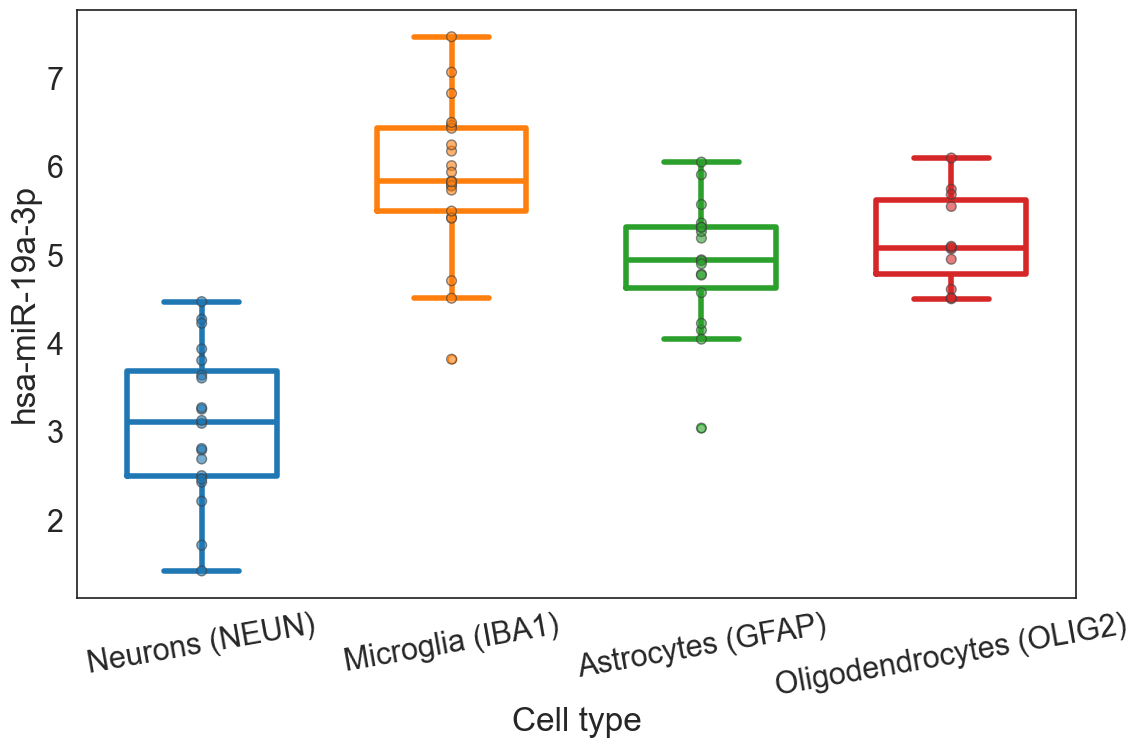 hsa-miR-19a-3p
7
6
5
4
3
2
Neurons (NEUN)
Microglia (IBA1)
Astrocytes (GFAP)
Oligodendrocytes (OLIG2)
Cell type